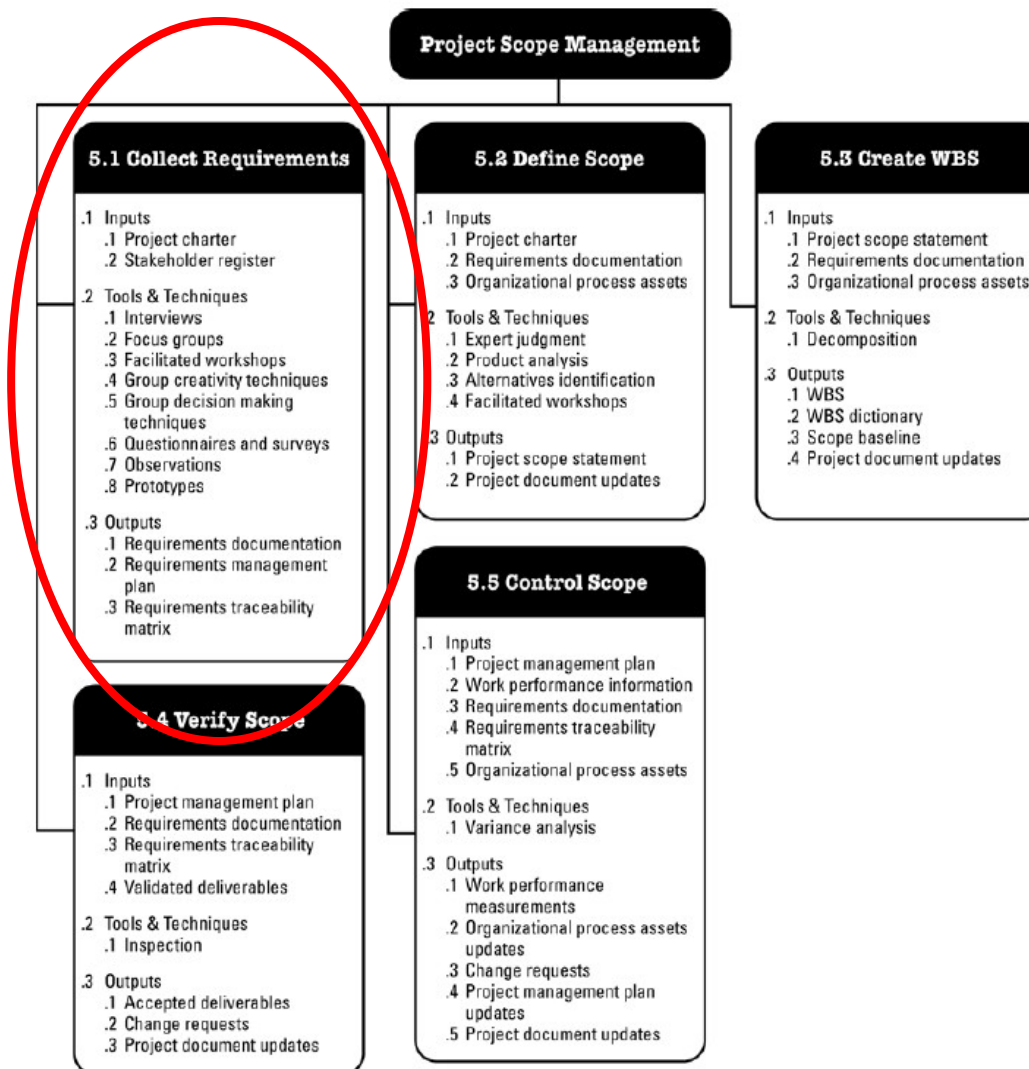 Project Scope Management
5.1 Collect Requirements
.1 Inputs
.1 Project charter
.2 Stakeholder register
.2 Tools & Techniques
.1 Interviews
.2 Focus groups
.3 Facilitated workshops
.4 Group creativity techniques
.5 Group decision making
techniques
.6 Questionnaires and surveys
.7 Observations
.8 Prototypes
.3 Outputs
.1 Requirements documentation
.2 Requirements management
plan
.3 Requirements traceability
matrix
5.2 Define Scope
.1 Inputs
.1 Project charter
.2 Requirements documentation
.3 Organizational process assets
.2 Tools & Techniques
.1 Expert judgment
.2 Product analysis
.3 Alternatives identification
.4 Facilitated workshops
.3 Outputs
.1 Project scope statement
.2 Project document updates
5.3 Create WBS
.1 Inputs
.1 Project scope statement
.2 Requirements documentation
.3 Organizational process assets
.2 Tools & Techniques
.1 Decomposition
.3 Outputs
.1 WBS
.2 WBS dictionary
.3 Scope baseline
.4 Project document updates
5.4 Verify Scope
.1 Inputs
.1 Project management plan
.2 Requirements documentation
.3 Requirements traceability
matrix
.4 Validated deliverables
.2 Tools & Techniques
.1 Inspection
.3 Outputs
.1 Accepted deliverables
.2 Change requests
.3 Project document updates
5.5 Control Scope
.1 Inputs
.1 Project management plan
.2 Work performance information
.3 Requirements documentation
.4 Requirements traceability
matrix
.5 Organizational process assets
.2 Tools & Techniques
.1 Variance analysis
.3 Outputs
.1 Work performance
measurements
.2 Organizational process assets
updates
.3 Change requests
.4 Project management plan
updates
.5 Project document updates